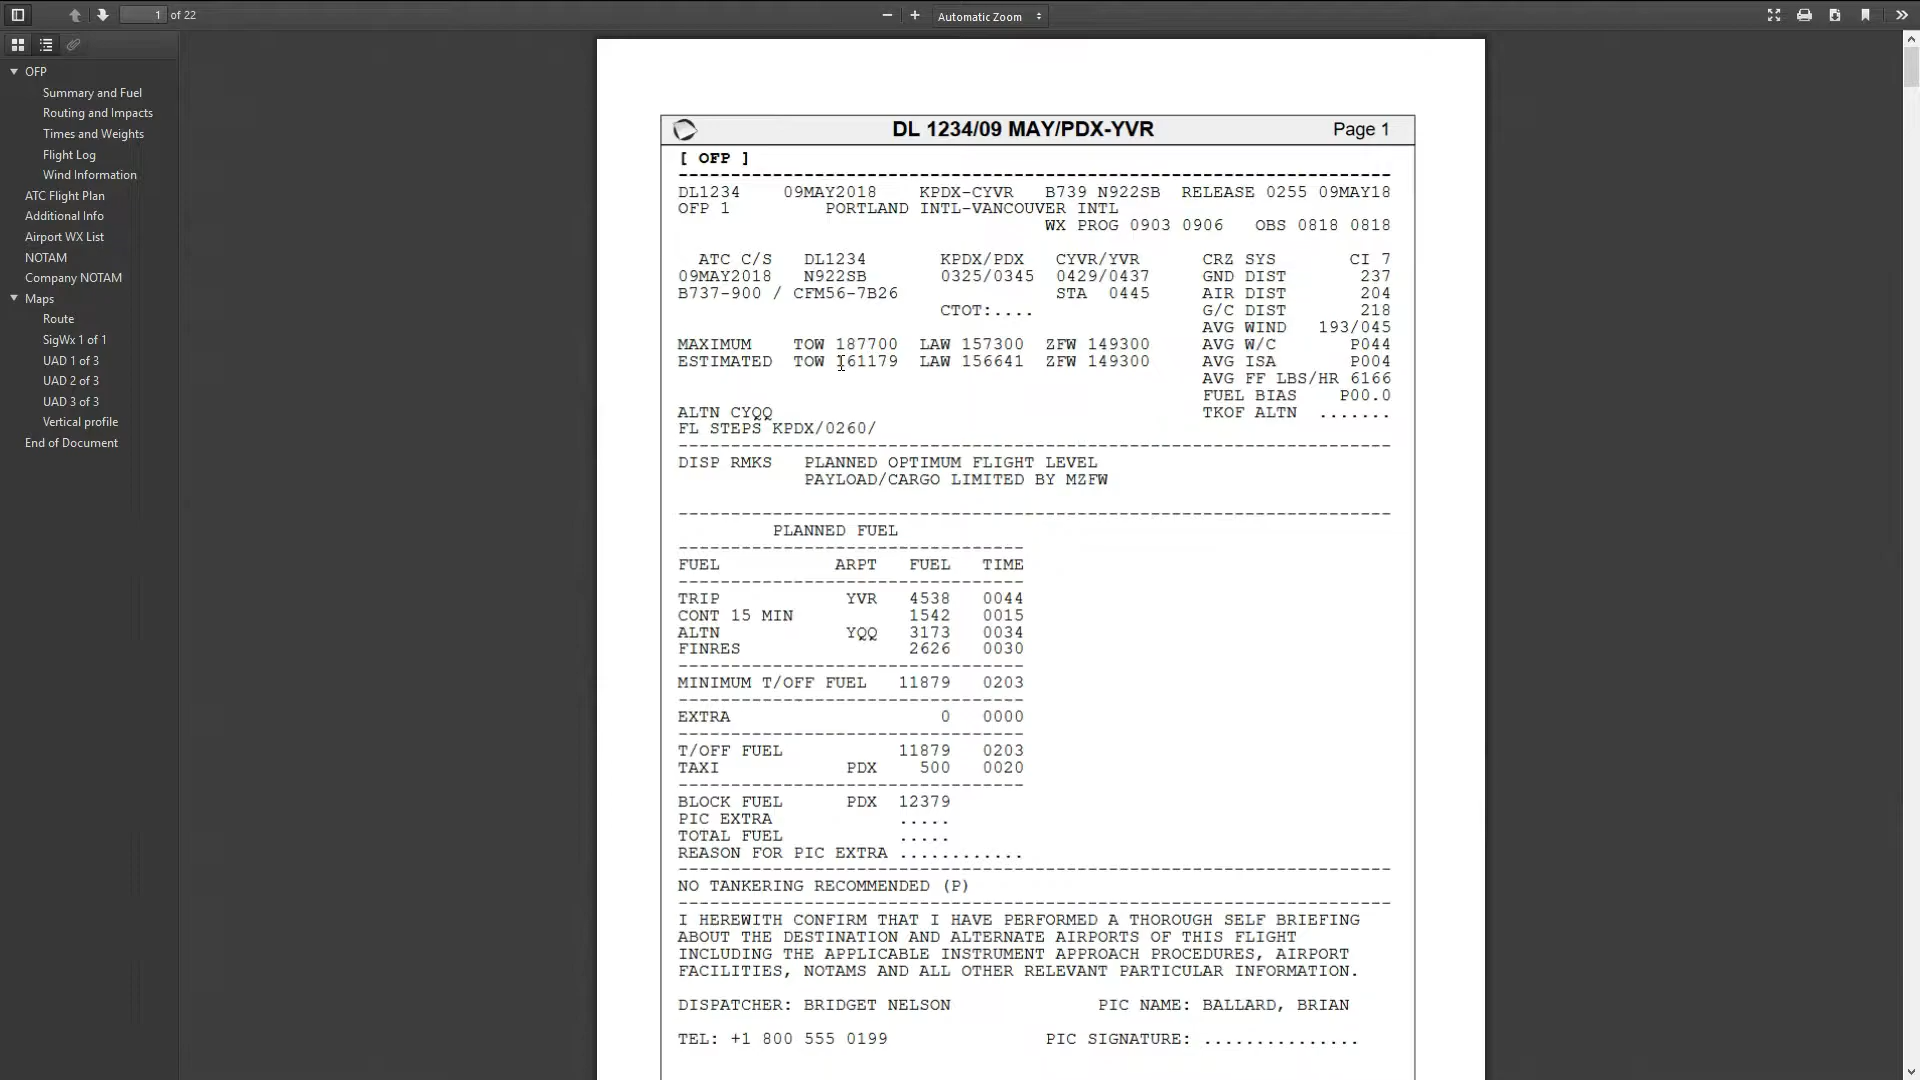 1 of 22
Automatic Zoom
OFP
Summary and Fuel
Routing and Impacts
Times and Weights
Flight Log
Wind Information
ATC Flight Plan
Additional Info
Airport WX List
NOTAM
Company NOTAM
Maps
Route
SigWx 1 of 1
UAD 1 of 3
UAD 2 of 3
UAD 3 of 3
Vertical profile
End of Document
DL 1234/09 MAY/PDX-YVR Page 1
[ OFP ]
--------------------------------------------------------------------
DL1234 09MAY2018 KPDX-CYVR B739 N922SB RELEASE 0255 09MAY18
OFP 1 PORTLAND INTL-VANCOUVER INTL
WX PROG 0903 0906 OBS 0818 0818
ATC C/S DL1234 KPDX/PDX CYVR/YVR CRZ SYS CI 7
09MAY2018 N922SB 0325/0345 0429/0437 GND DIST 237
B737-900 / CFM56-7B26 STA 0445 AIR DIST 204
CTOT:.... G/C DIST 218
AVG WIND 193/045
MAXIMUM TOW 187700 LAW 157300 ZFW 149300 AVG W/C P044
ESTIMATED TOW 161179 LAW 156641 ZFW 149300 AVG ISA P004
AVG FF LBS/HR 6166
FUEL BIAS P00.0
ALTN CYQQ TKOF ALTN .......
FL STEPS KPDX/0260/
--------------------------------------------------------------------
DISP RMKS PLANNED OPTIMUM FLIGHT LEVEL
PAYLOAD/CARGO LIMITED BY MZFW
--------------------------------------------------------------------
PLANNED FUEL
---------------------------------
FUEL ARPT FUEL TIME
---------------------------------
TRIP YVR 4538 0044
CONT 15 MIN 1542 0015
ALTN YQQ 3173 0034
FINRES 2626 0030
---------------------------------
MINIMUM T/OFF FUEL 11879 0203
---------------------------------
EXTRA 0 0000
---------------------------------
T/OFF FUEL 11879 0203
TAXI PDX 500 0020
---------------------------------
BLOCK FUEL PDX 12379
PIC EXTRA .....
TOTAL FUEL .....
REASON FOR PIC EXTRA ............
--------------------------------------------------------------------
NO TANKERING RECOMMENDED (P)
--------------------------------------------------------------------
I HEREWITH CONFIRM THAT I HAVE PERFORMED A THOROUGH SELF BRIEFING
ABOUT THE DESTINATION AND ALTERNATE AIRPORTS OF THIS FLIGHT
INCLUDING THE APPLICABLE INSTRUMENT APPROACH PROCEDURES, AIRPORT
FACILITIES, NOTAMS AND ALL OTHER RELEVANT PARTICULAR INFORMATION.
DISPATCHER: BRIDGET NELSON PIC NAME: BALLARD, BRIAN
TEL: +1 800 555 0199 PIC SIGNATURE: ...............